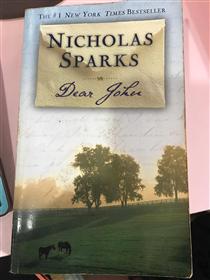 THE #1 NEW YORK TIMES BESTSELLER
NICHOLAS
SPARKS
Dear John